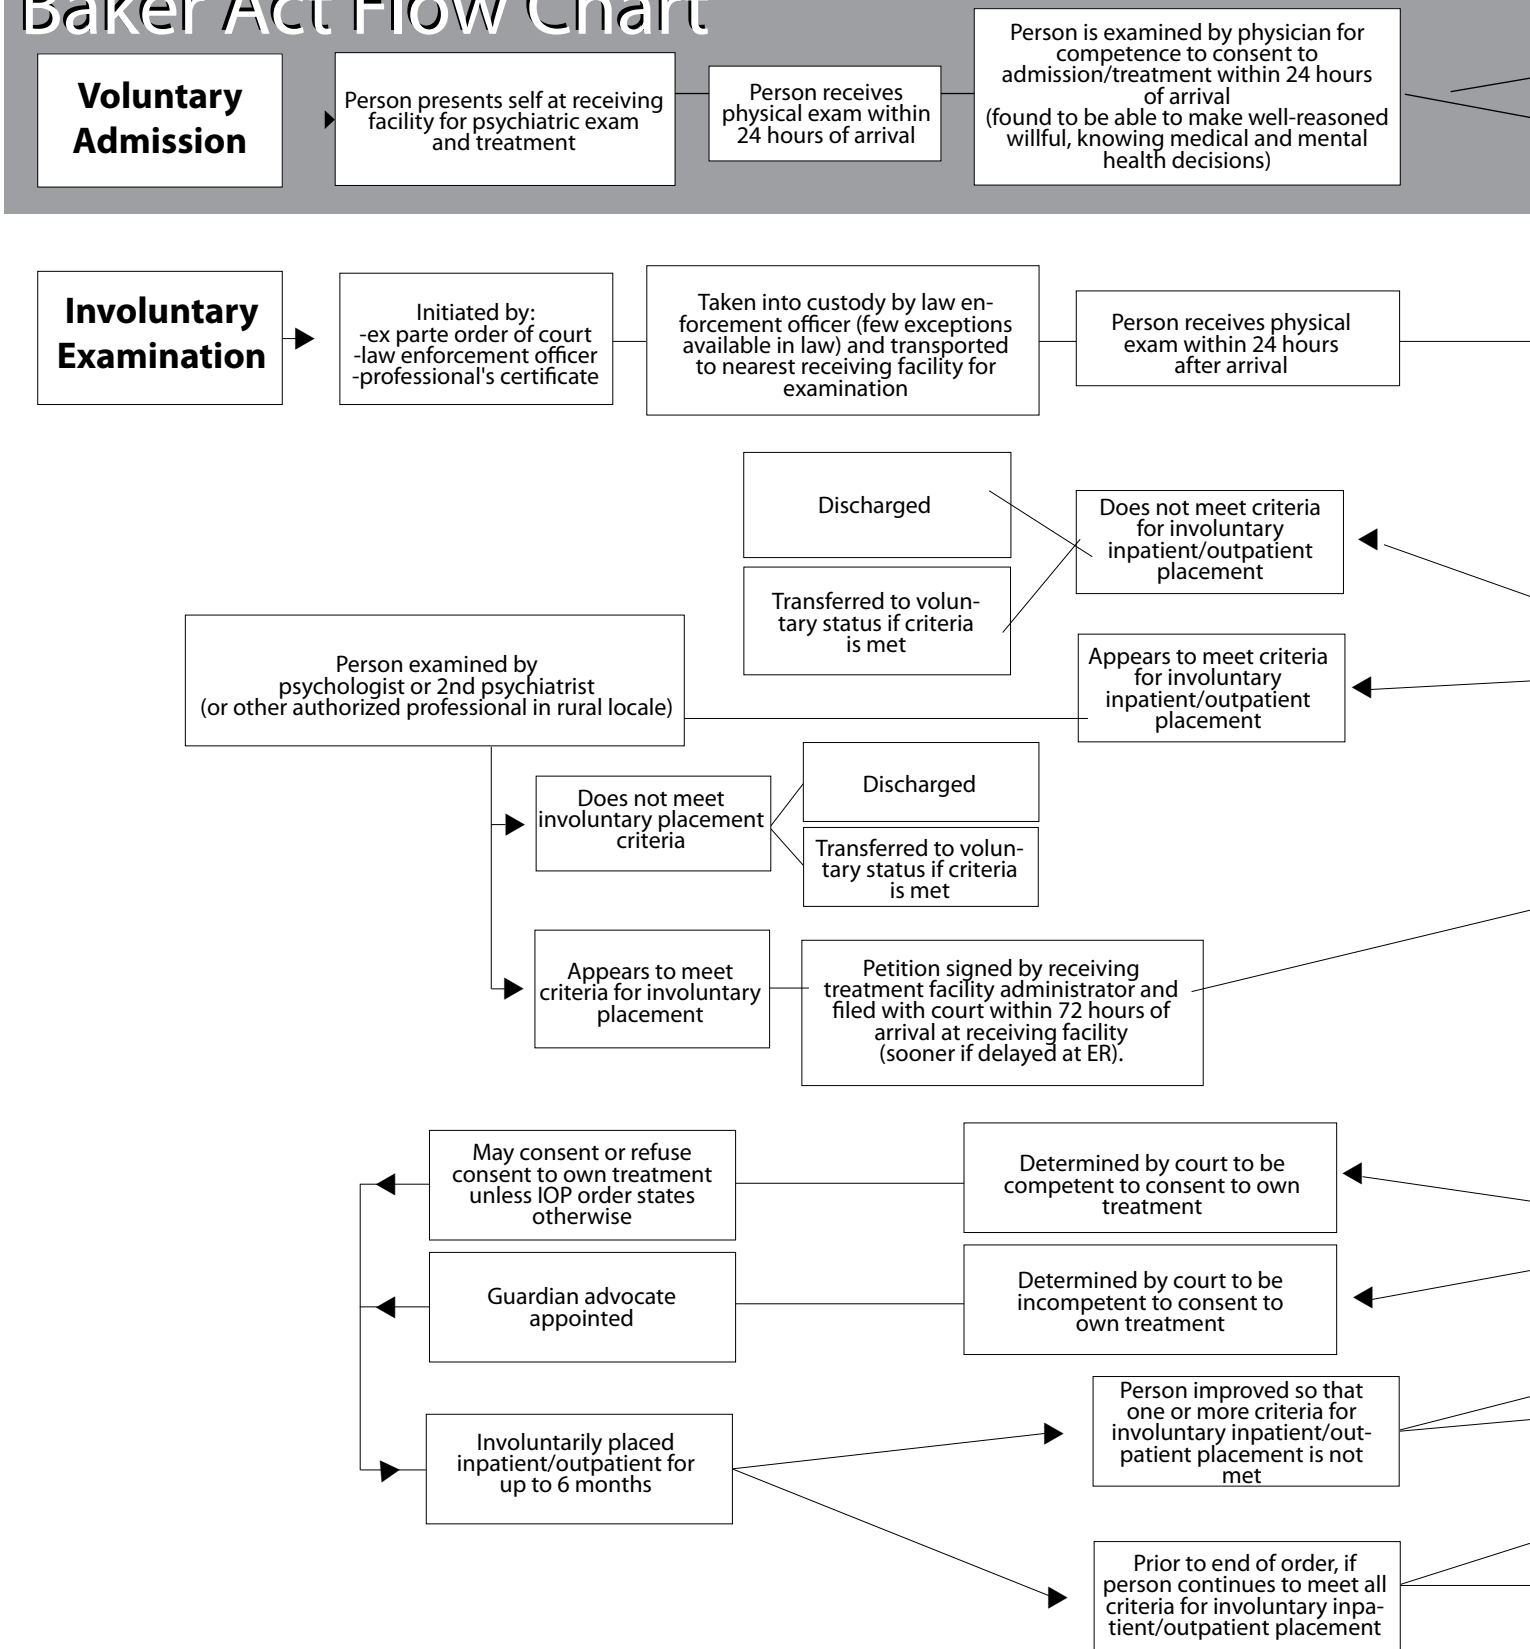 Baker Act Flow Chart
Voluntary
Admission
Person presents self at receiving
facility for psychiatric exam
and treatment
Person receives
physical exam within
24 hours of arrival
Person is examined by physician for
competence to consent to
admission/treatment within 24 hours
of arrival
(found to be able to make well-reasoned
willful, knowing medical and mental
health decisions)
Involuntary
Examination
Initiated by:
-ex parte order of court
-law enforcement officer
-professional's certificate
Taken into custody by law en-
forcement officer (few exceptions
available in law) and transported
to nearest receiving facility for
examination
Person receives physical
exam within 24 hours
after arrival
Discharged
Does not meet criteria
for involuntary
inpatient/outpatient
placement
Transferred to volun-
tary status if criteria
is met
Person examined by
psychologist or 2nd psychiatrist
(or other authorized professional in rural locale)
Appears to meet criteria
for involuntary
inpatient/outpatient
placement
Does not meet
involuntary placement
criteria
Discharged
Transferred to volun-
tary status if criteria
is met
Appears to meet
criteria for involuntary
placement
Petition signed by receiving
treatment facility administrator and
filed with court within 72 hours of
arrival at receiving facility
(sooner if delayed at ER).
May consent or refuse
consent to own treatment
unless IOP order states
otherwise
Determined by court to be
competent to consent to own
treatment
Guardian advocate
appointed
Determined by court to be
incompetent to consent to
own treatment
Involuntarily placed
inpatient/outpatient for
up to 6 months
Person improved so that
one or more criteria for
involuntary inpatient/out-
patient placement is not
met
Prior to end of order, if
person continues to meet all
criteria for involuntary inpa-
tient/outpatient placement